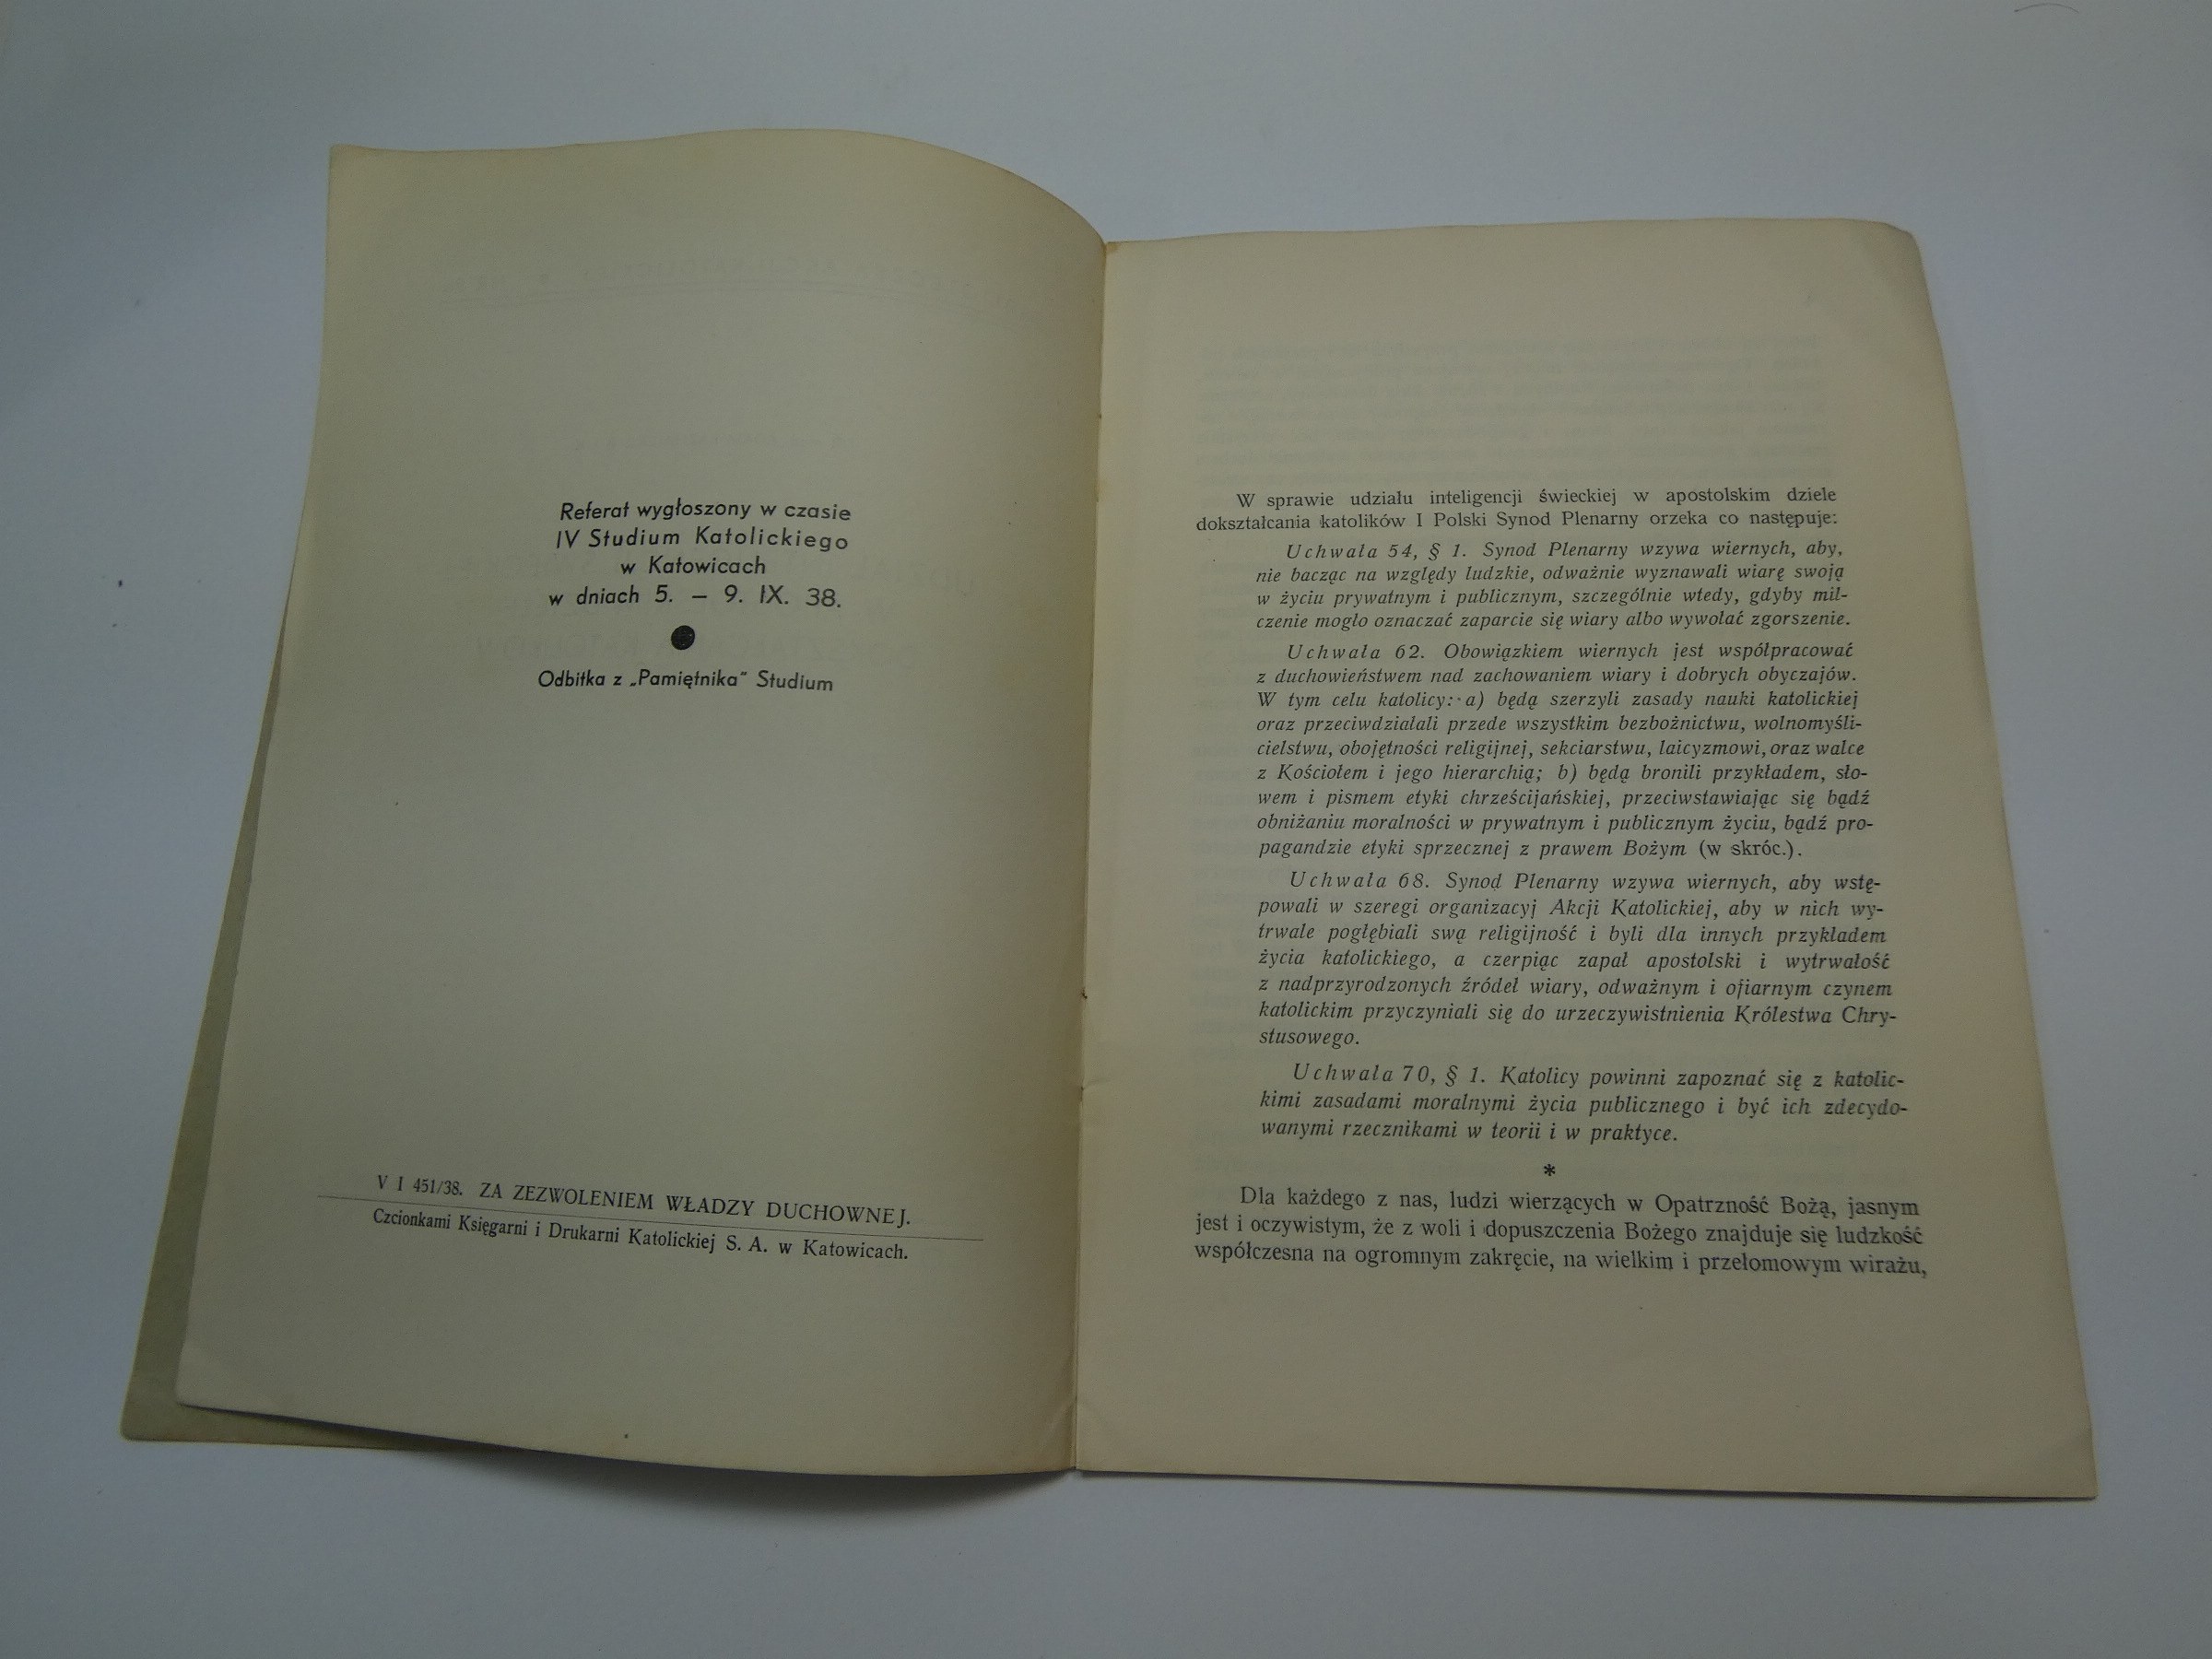 Referat wygłoszony w czasie
IV Studium Katolickiego
w Katowicach
w dniach 5. — 9. IX. 38.
Odbitka z „Pamiętnika" Studium
V I 451/38. ZA ZEZWOLENIEM WŁADZY DUCHOWNEJ.
Czcionkami Księgarni i Drukarni Katolickiej S. A. w Katowicach.
W sprawie udziału inteligencji świeckiej w apostolskim dziele
dokształcania katolików I Polski Synod Plenarny orzeka co następuje:
Uchwała 54, § 1. Synod Plenarny wzywa wiernych, aby,
nie bacząc na względy ludzkie, odważnie wyznawali wiarę swoją
w życiu prywatnym i publicznym, szczególnie wtedy, gdyby mil-
czenie mogło oznaczać zaparcie się wiary albo wywołać zgorszenie.
Uchwała 62. Obowiązkiem wiernych jest współpracować
z duchowieństwem nad zachowaniem wiary i dobrych obyczajów.
W tym celu katolicy: a) będą szerzyli zasady nauki katolickiej
oraz przeciwdziałali przede wszystkim bezbożnictwu, wolnomyśli-
cielstwu, obojętności religijnej, sekciarstwu, laicyzmowi, oraz walce
z Kościołem i jego hierarchią; b) będą bronili przykładem, sło-
wem i pismem etyki chrześcijańskiej, przeciwstawiając się bądź
obniżaniu moralności w prywatnym i publicznym życiu, bądź pro-
pagandzie etyki sprzecznej z prawem Bożym (w skróc.).
Uchwała 68. Synod Plenarny wzywa wiernych, aby wstę-
powali w szeregi organizacyj Akcji Katolickiej, aby w nich wy-
trwale pogłębiali swą religijność i byli dla innych przykładem
życia katolickiego, a czerpiąc zapał apostolski i wytrwałość
z nadprzyrodzonych źródeł wiary, odważnym i ofiarnym czynem
katolickim przyczyniali się do urzeczywistnienia Królestwa Chry-
stusowego.
Uchwała 70, § 1. Katolicy powinni zapoznać się z katolic-
kimi zasadami moralnymi życia publicznego i być ich zdecydo-
wanymi rzecznikami w teorii i w praktyce.
*
Dla każdego z nas, ludzi wierzących w Opatrzność Bożą, jasnym
jest i oczywistym, że z woli i dopuszczenia Bożego znajduje się ludzkość
współczesna na ogromnym zakręcie, na wielkim i przełomowym wirażu,